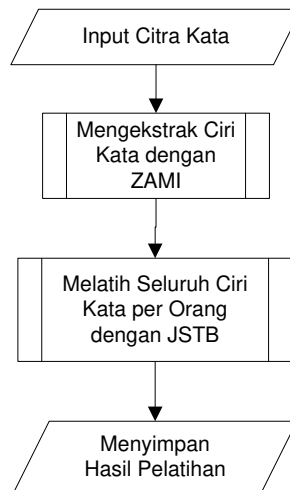 Input Citra Kata
Mengekstrak Ciri
Kata dengan
ZAMI
Melatih Seluruh Ciri
Kata per Orang
dengan JSTB
Menyimpan
Hasil Pelatihan